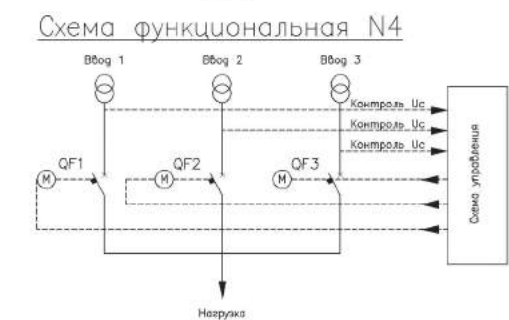 Схема функциональная N4
Ввод 1 Ввод 2 Ввод 3
Контроль Uc
Контроль Uc
Контроль Uc
QF1 QF2 QF3
М М М
Схема управления
Нагрузка